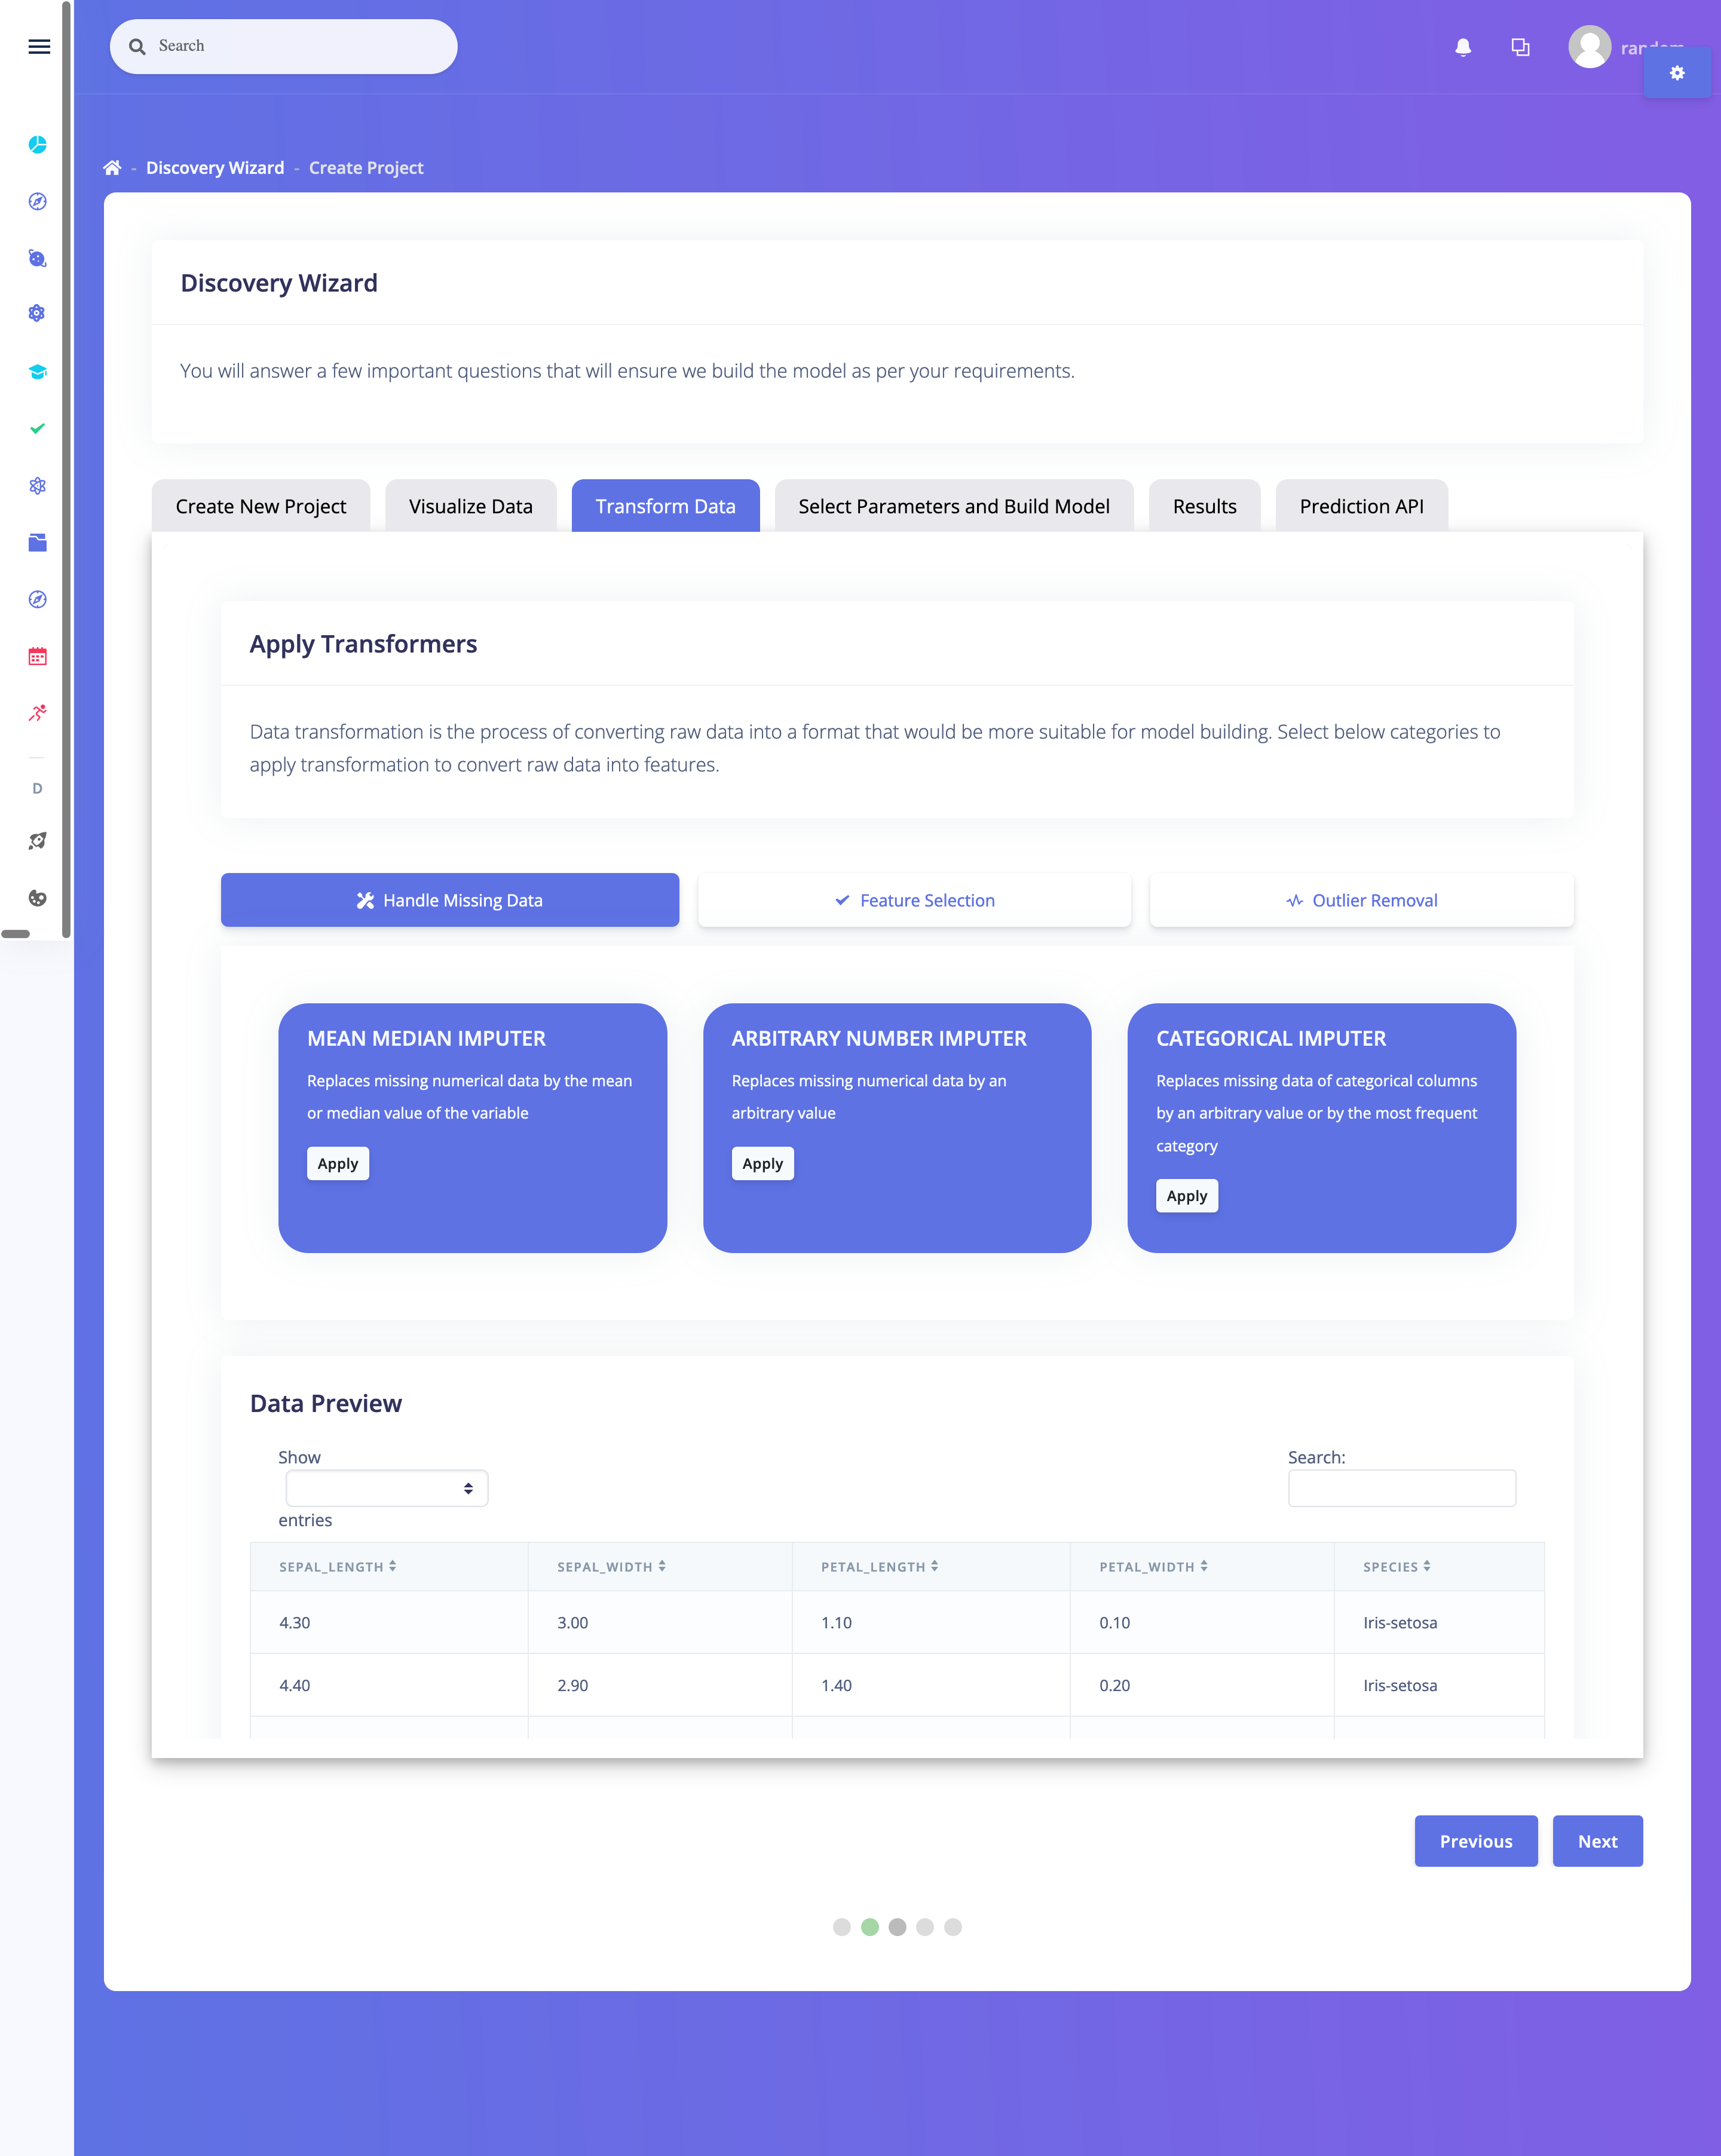 Search
random
Discovery Wizard - Create Project
Discovery Wizard
You will answer a few important questions that will ensure we build the model as per your requirements.
Create New Project
Visualize Data
Transform Data
Select Parameters and Build Model
Results
Prediction API
Apply Transformers
Data transformation is the process of converting raw data into a format that would be more suitable for model building. Select below categories to
apply transformation to convert raw data into features.
D
Handle Missing Data
Feature Selection
Outlier Removal
MEAN MEDIAN IMPUTER
Replaces missing numerical data by the mean
or median value of the variable
Apply
ARBITRARY NUMBER IMPUTER
Replaces missing numerical data by an
arbitrary value
Apply
CATEGORICAL IMPUTER
Replaces missing data of categorical columns
by an arbitrary value or by the most frequent
category
Apply
Data Preview
Show
entries
Search:
SEPAL_LENGTH SEPAL_WIDTH PETAL_LENGTH PETAL_WIDTH SPECIES
4.30 3.00 1.10 0.10 Iris-setosa
4.40 2.90 1.40 0.20 Iris-setosa
Previous
Next